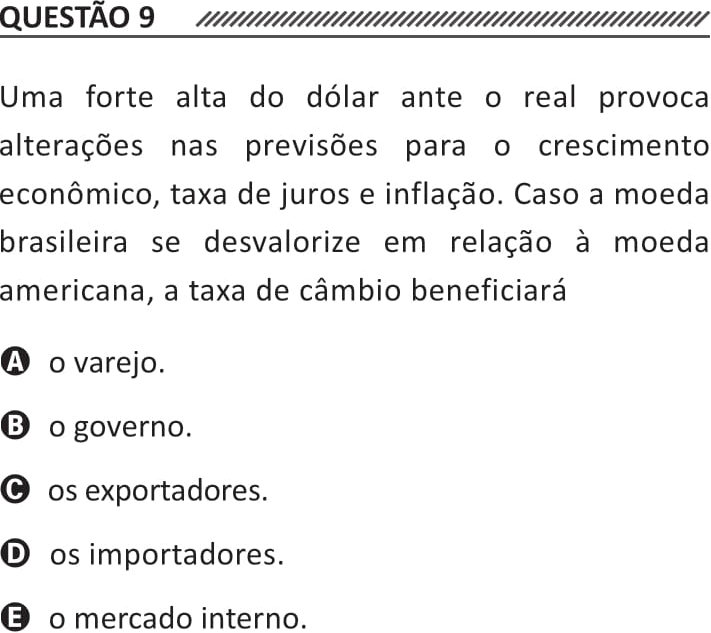 QUESTÃO 9
Uma forte alta do dólar ante o real provoca
alterações nas previsões para o crescimento
econômico, taxa de juros e inflação. Caso a moeda
brasileira se desvalorize em relação à moeda
americana, a taxa de câmbio beneficiará
A o varejo.
B o governo.
C os exportadores.
D os importadores.
E o mercado interno.